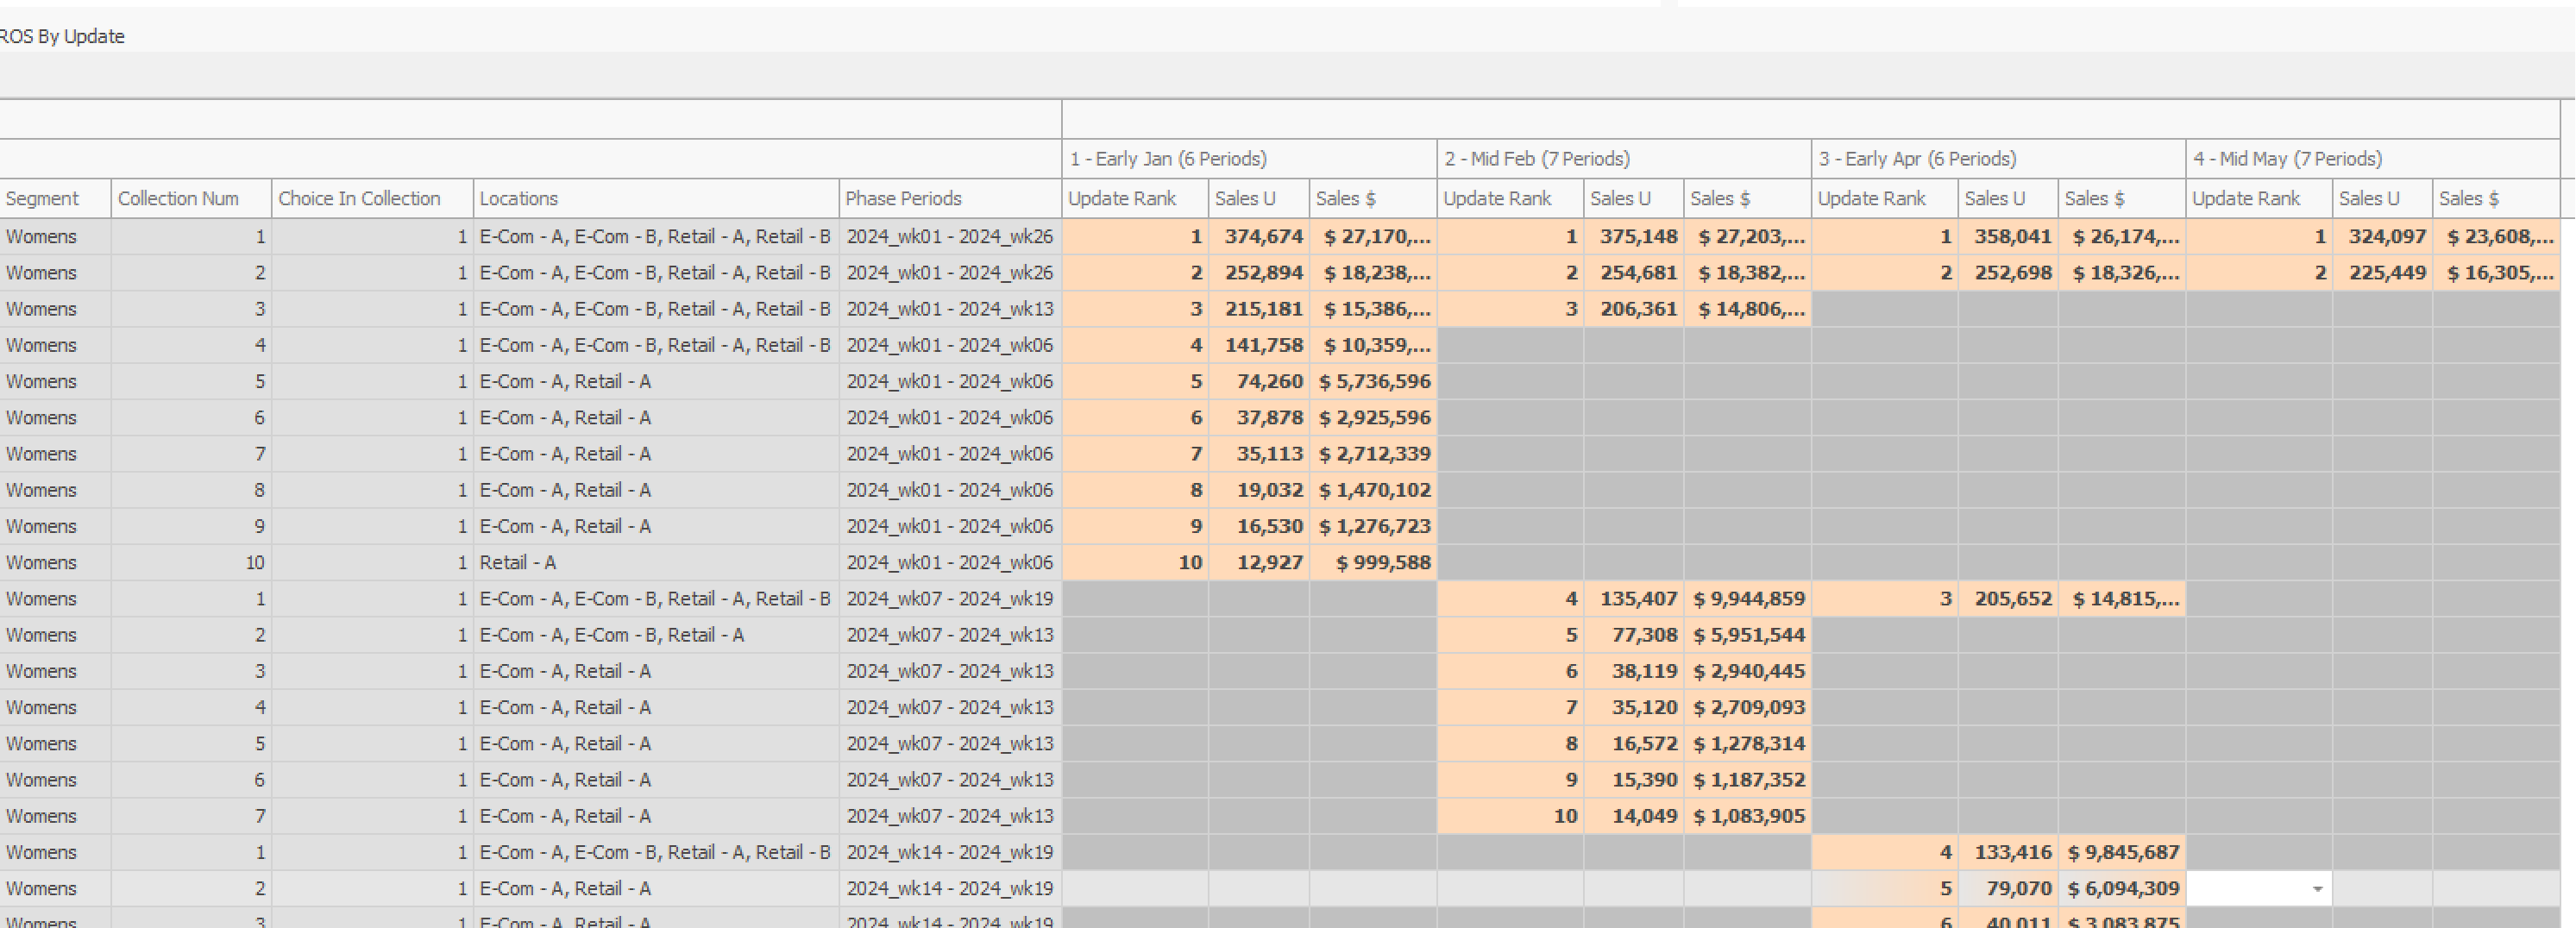 ROS By Update
1 - Early Jan (6 Periods) 2 - Mid Feb (7 Periods) 3 - Early Apr (6 Periods) 4 - Mid May (7 Periods)
Segment Collection Num Choice In Collection Locations Phase Periods Update Rank Sales U Sales $ Update Rank Sales U Sales $ Update Rank Sales U Sales $ Update Rank Sales U Sales $
Womens 1 1 E-Com - A, E-Com - B, Retail - A, Retail - B 2024_wk01 - 2024_wk26 1 374,674 $ 27,170,... 1 375,148 $ 27,203,... 1 358,041 $ 26,174,... 1 324,097 $ 23,608,...
Womens 2 1 E-Com - A, E-Com - B, Retail - A, Retail - B 2024_wk01 - 2024_wk26 2 252,894 $ 18,238,... 2 254,681 $ 18,382,... 2 252,698 $ 18,326,... 2 225,449 $ 16,305,...
Womens 3 1 E-Com - A, E-Com - B, Retail - A, Retail - B 2024_wk01 - 2024_wk13 3 215,181 $ 15,386,... 3 206,361 $ 14,806,...
Womens 4 1 E-Com - A, E-Com - B, Retail - A, Retail - B 2024_wk01 - 2024_wk06 4 141,758 $ 10,359,...
Womens 5 1 E-Com - A, Retail - A 2024_wk01 - 2024_wk06 5 74,260 $ 5,736,596
Womens 6 1 E-Com - A, Retail - A 2024_wk01 - 2024_wk06 6 37,878 $ 2,925,596
Womens 7 1 E-Com - A, Retail - A 2024_wk01 - 2024_wk06 7 35,113 $ 2,712,339
Womens 8 1 E-Com - A, Retail - A 2024_wk01 - 2024_wk06 8 19,032 $ 1,470,102
Womens 9 1 E-Com - A, Retail - A 2024_wk01 - 2024_wk06 9 16,530 $ 1,276,723
Womens 10 1 Retail - A 2024_wk01 - 2024_wk06 10 12,927 $ 999,588
Womens 1 1 E-Com - A, E-Com - B, Retail - A, Retail - B 2024_wk07 - 2024_wk19 4 135,407 $ 9,944,859 3 205,652 $ 14,815,...
Womens 2 1 E-Com - A, E-Com - B, Retail - A 2024_wk07 - 2024_wk13 5 77,308 $ 5,951,544
Womens 3 1 E-Com - A, Retail - A 2024_wk07 - 2024_wk13 6 38,119 $ 2,940,445
Womens 4 1 E-Com - A, Retail - A 2024_wk07 - 2024_wk13 7 35,120 $ 2,709,093
Womens 5 1 E-Com - A, Retail - A 2024_wk07 - 2024_wk13 8 16,572 $ 1,278,314
Womens 6 1 E-Com - A, Retail - A 2024_wk07 - 2024_wk13 9 15,390 $ 1,187,352
Womens 7 1 E-Com - A, Retail - A 2024_wk07 - 2024_wk13 10 14,049 $ 1,083,905
Womens 1 1 E-Com - A, E-Com - B, Retail - A, Retail - B 2024_wk14 - 2024_wk19 4 133,416 $ 9,845,687
Womens 2 1 E-Com - A, Retail - A 2024_wk14 - 2024_wk19 5 79,070 $ 6,094,309
Womens 3 1 E-Com - A, Retail - A 2024_wk14 - 2024_wk19 6 40,011 $ 3,083,875